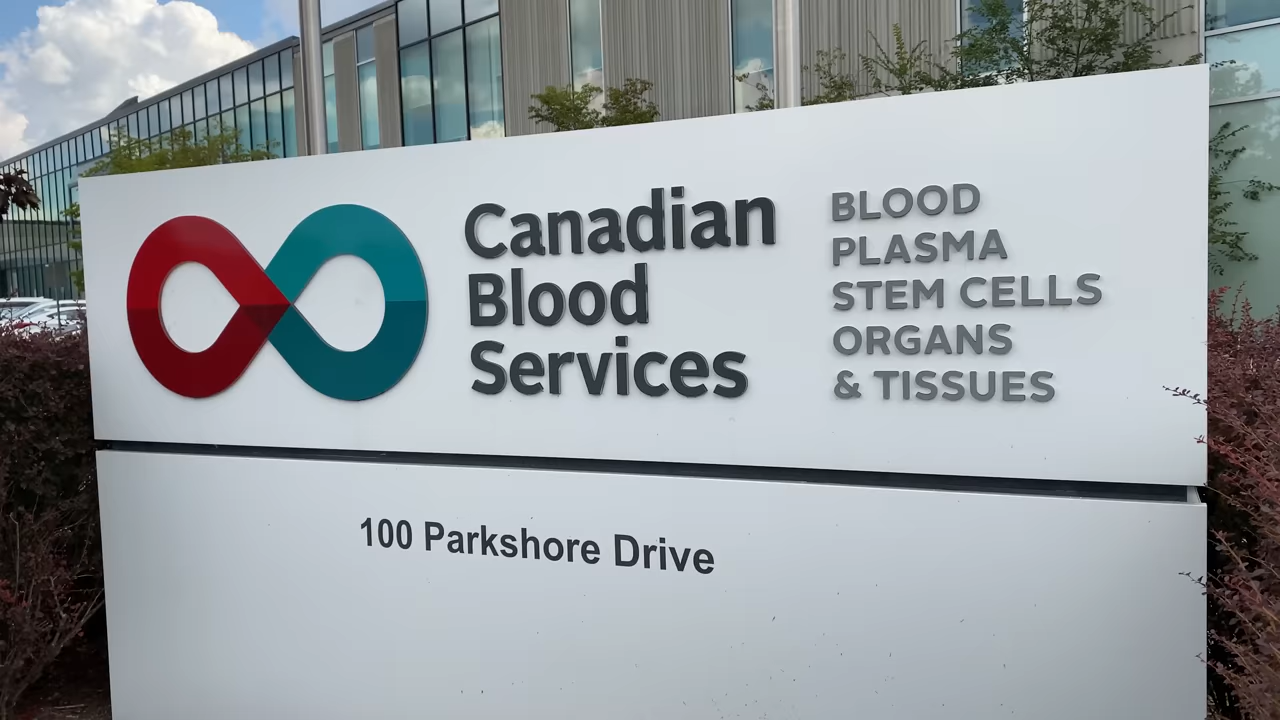 Canadian
Blood
Services
BLOOD
PLASMA
STEM CELLS
ORGANS
& TISSUES
100 Parkshore Drive